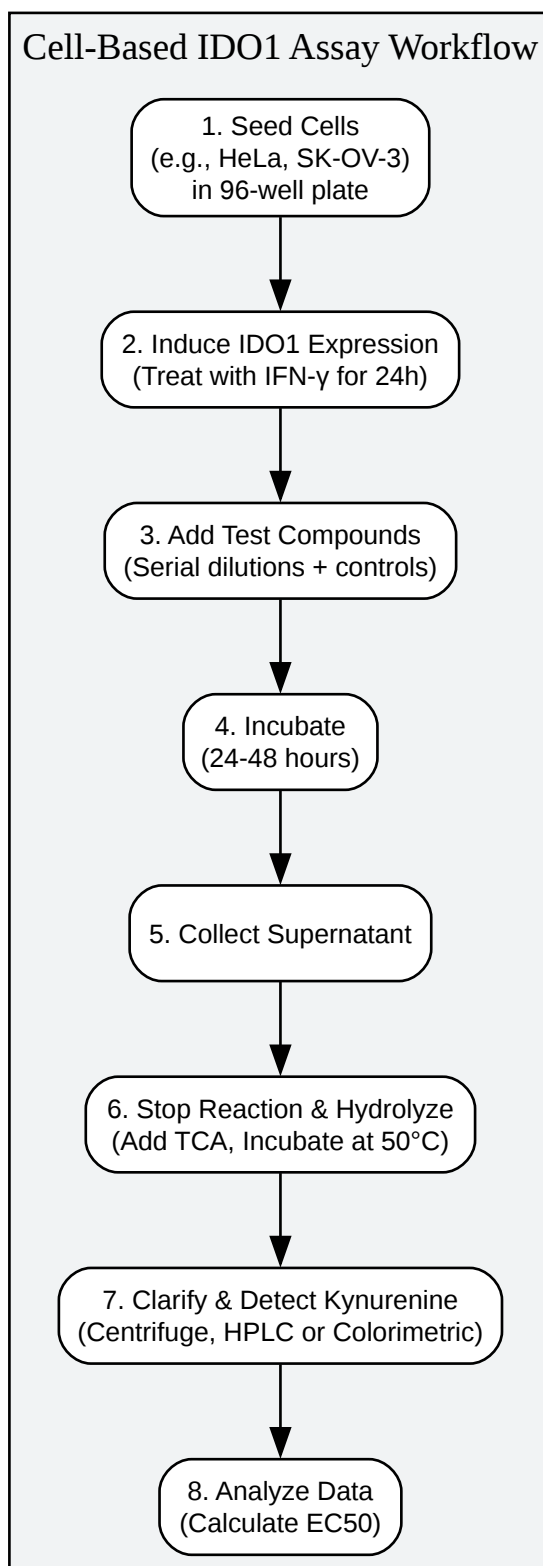 Cell-Based IDO1 Assay Workflow
1. Seed Cells
(e.g., HeLa, SK-OV-3)
in 96-well plate
2. Induce IDO1 Expression
(Treat with IFN-γ for 24h)
3. Add Test Compounds
(Serial dilutions + controls)
4. Incubate
(24-48 hours)
5. Collect Supernatant
6. Stop Reaction & Hydrolyze
(Add TCA, Incubate at 50°C)
7. Clarify & Detect Kynurenine
(Centrifuge, HPLC or Colorimetric)
8. Analyze Data
(Calculate EC50)